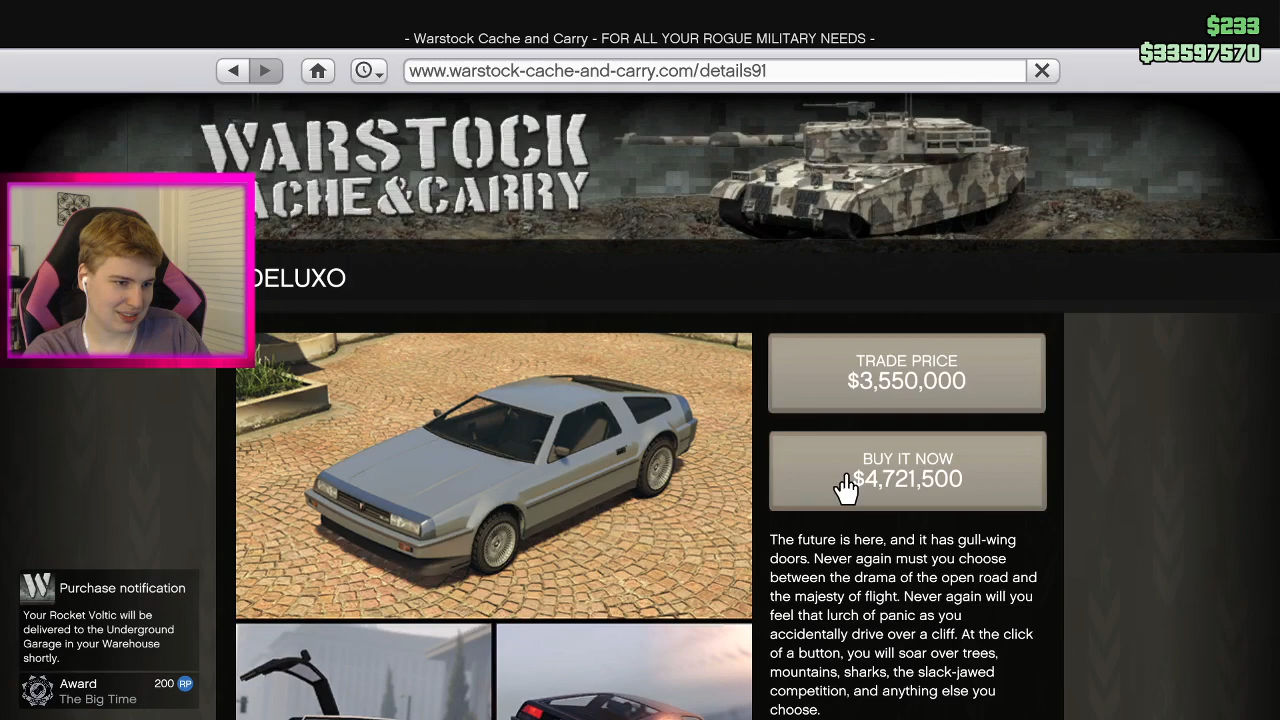 - Warstock Cache and Carry - FOR ALL YOUR ROGUE MILITARY NEEDS -
$233
$33597570
www.warstock-cache-and-carry.com/details91
WARSTOCK
ACHE & CARRY
DELUXO
TRADE PRICE
$3,550,000
BUY IT NOW
$4,721,500
The future is here, and it has gull-wing
doors. Never again must you choose
between the drama of the open road and
the majesty of flight. Never again will you
feel that lurch of panic as you
accidentally drive over a cliff. At the click
of a button, you will soar over trees,
mountains, sharks, the slack-jawed
competition, and anything else you
choose.
W
Purchase notification
Your Rocket Voltic will be
delivered to the Underground
Garage in your Warehouse
shortly.
Award 200 RP
The Big Time